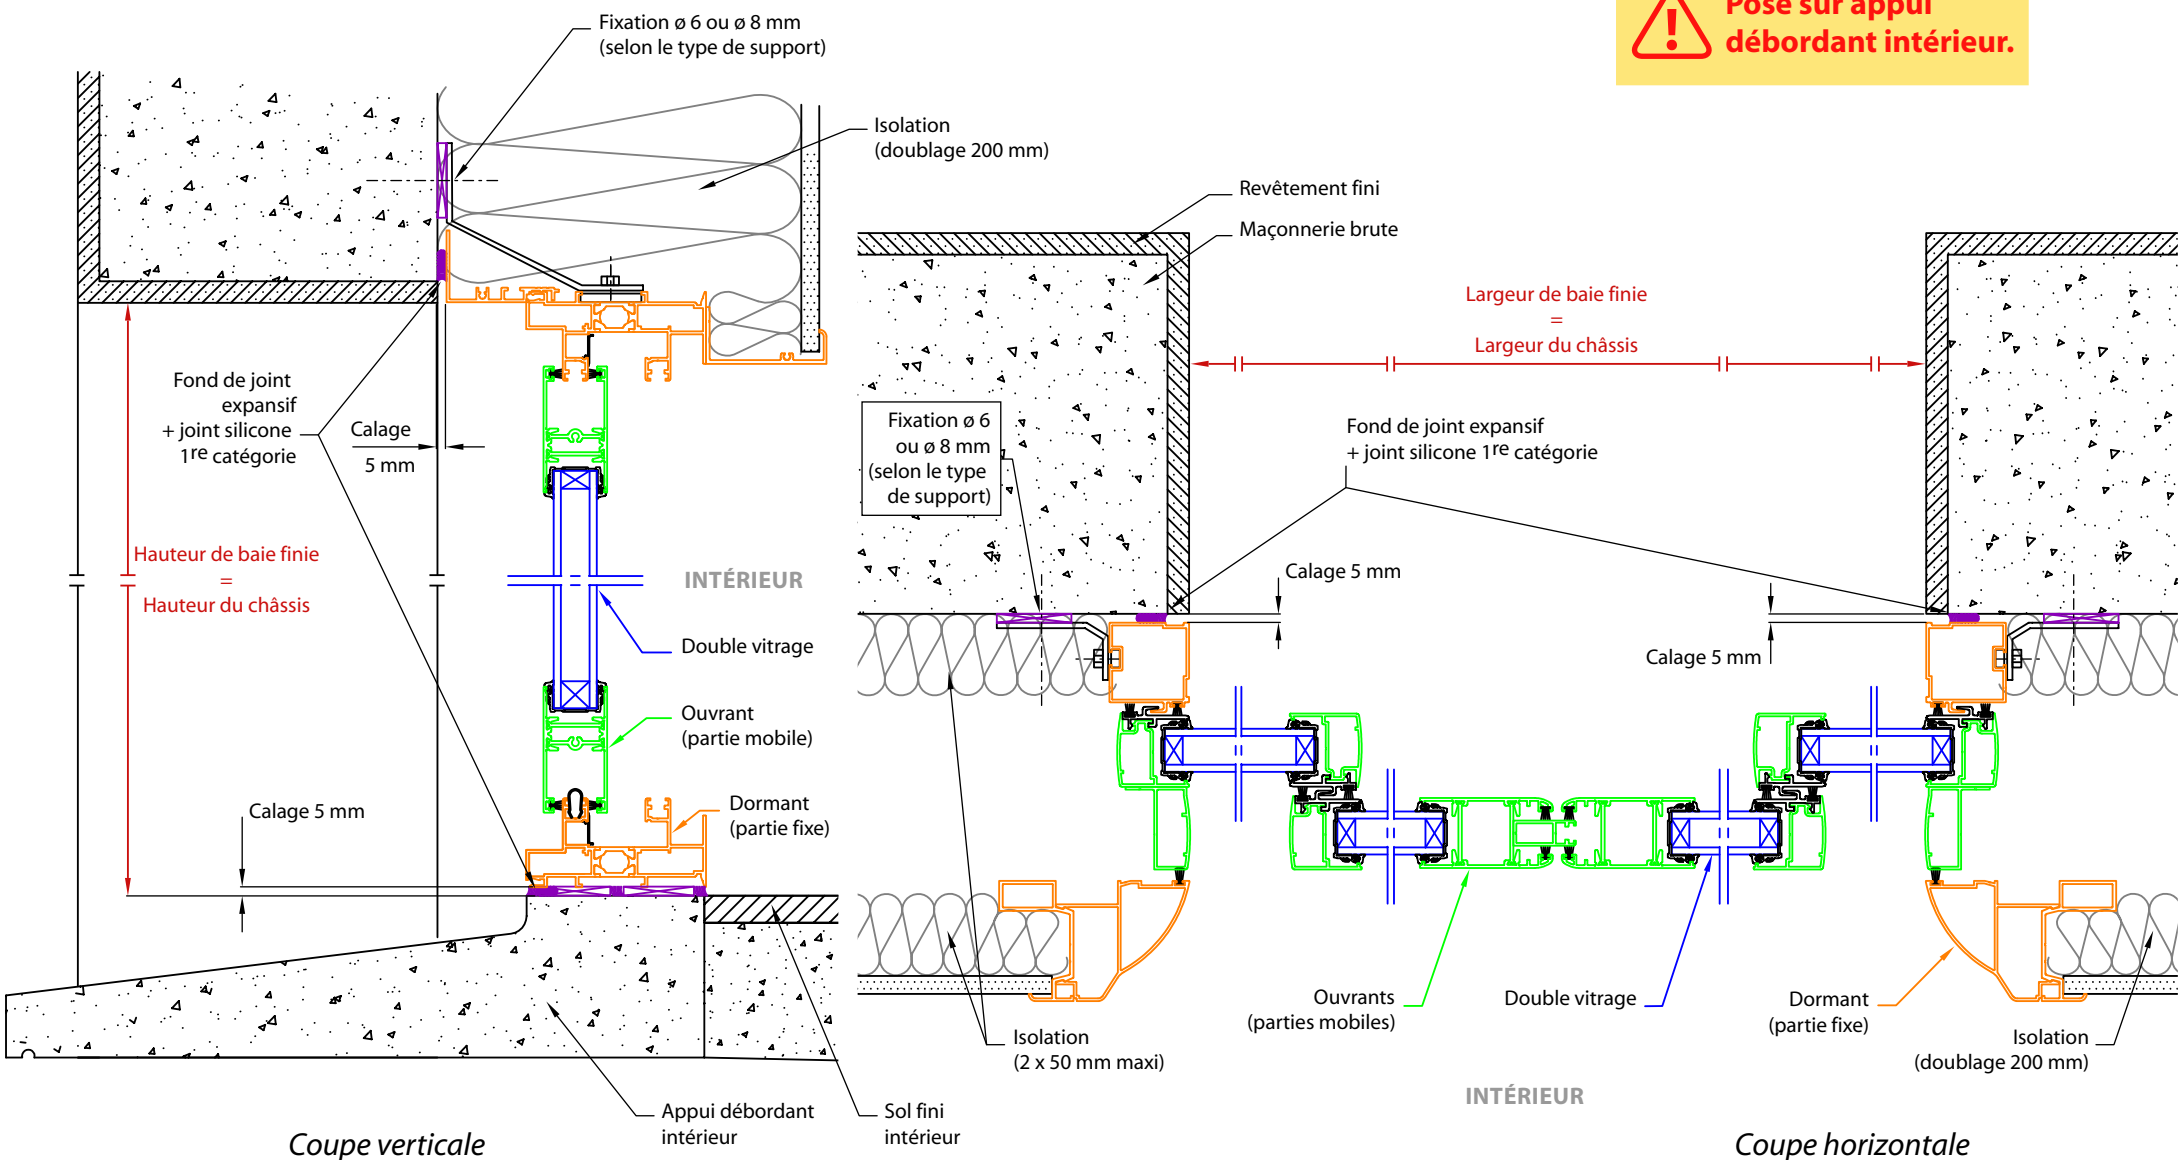 Pose sur appui
débordant intérieur.
Fixation ø 6 ou ø 8 mm
(selon le type de support)
Isolation
(doublage 200 mm)
Revêtement fini
Maçonnerie brute
Largeur de baie finie
=
Largeur du châssis
Fond de joint
expansif
+ joint silicone
1re catégorie
Calage
5 mm
Fixation ø 6
ou ø 8 mm
(selon le type
de support)
Fond de joint expansif
+ joint silicone 1re catégorie
Hauteur de baie finie
=
Hauteur du châssis
INTÉRIEUR
Calage 5 mm
Calage 5 mm
Double vitrage
Ouvrant
(partie mobile)
Dormant
(partie fixe)
Calage 5 mm
Ouvrants
(parties mobiles)
Double vitrage
Dormant
(partie fixe)
Isolation
(2 x 50 mm maxi)
Isolation
(doublage 200 mm)
INTÉRIEUR
Appui débordant
intérieur
Sol fini
intérieur
Coupe verticale
Coupe horizontale